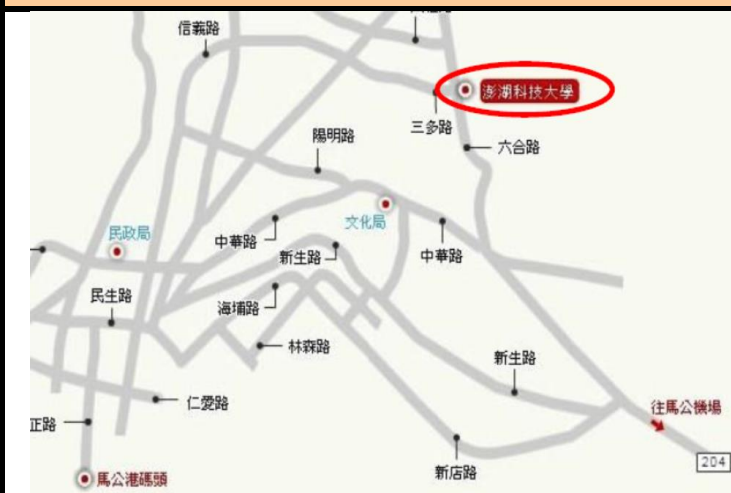 信義路
澎湖科技大學
三多路
陽明路
六合路
文化局
民政局
中華路
新生路
中華路
民生路
海埔路
林森路
新生路
仁愛路
往馬公機場
正路
204
新店路
馬公港碼頭